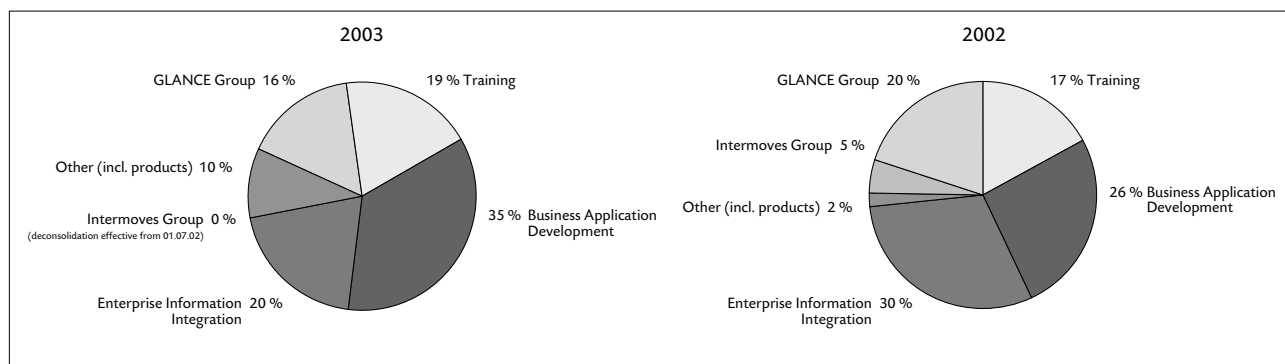 2003
GLANCE Group 16 %
19 % Training
Other (incl. products) 10 %
Intermoves Group 0 %
(deconsolidation effective from 01.07.02)
35 % Business Application
Development
Enterprise Information 20 %
Integration
2002
GLANCE Group 20 %
17 % Training
Intermoves Group 5 %
Other (incl. products) 2 %
26 % Business Application
Development
Enterprise Information 30 %
Integration